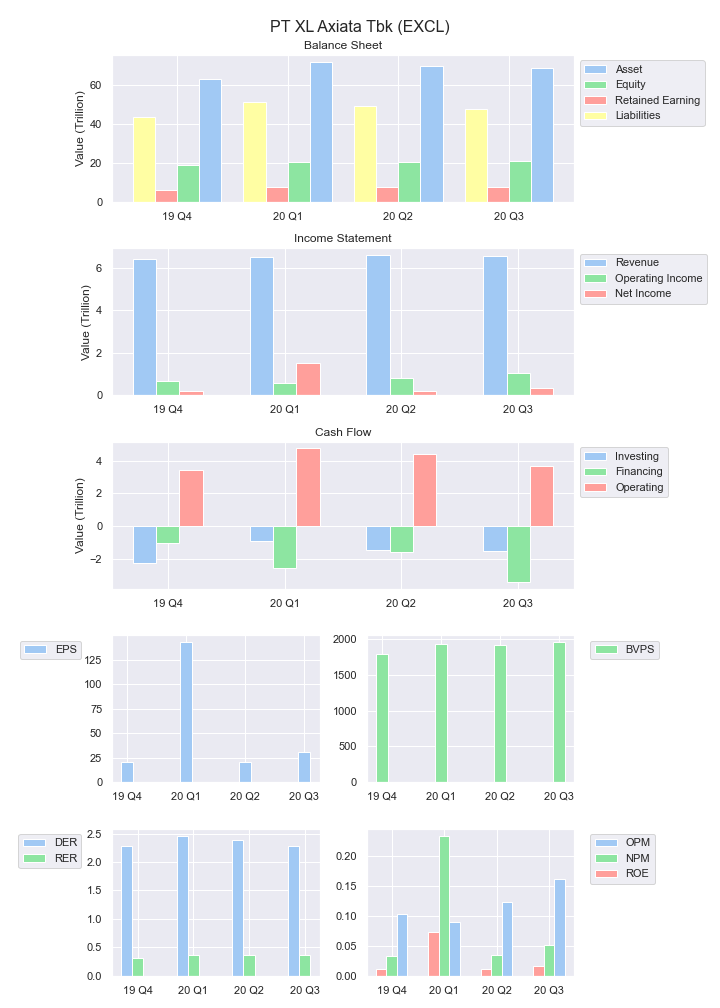 PT XL Axiata Tbk (EXCL)
Balance Sheet
Value (Trillion)
60
40
20
0
19 Q4 20 Q1 20 Q2 20 Q3
Asset
Equity
Retained Earning
Liabilities
Income Statement
Value (Trillion)
6
4
2
0
19 Q4 20 Q1 20 Q2 20 Q3
Revenue
Operating Income
Net Income
Cash Flow
Value (Trillion)
4
2
0
−2
19 Q4 20 Q1 20 Q2 20 Q3
Investing
Financing
Operating
EPS
125
100
75
50
25
0
19 Q4 20 Q1 20 Q2 20 Q3
2000
1500
1000
500
0
19 Q4 20 Q1 20 Q2 20 Q3
BVPS
DER
RER
2.5
2.0
1.5
1.0
0.5
0.0
19 Q4 20 Q1 20 Q2 20 Q3
0.20
0.15
0.10
0.05
0.00
19 Q4 20 Q1 20 Q2 20 Q3
OPM
NPM
ROE